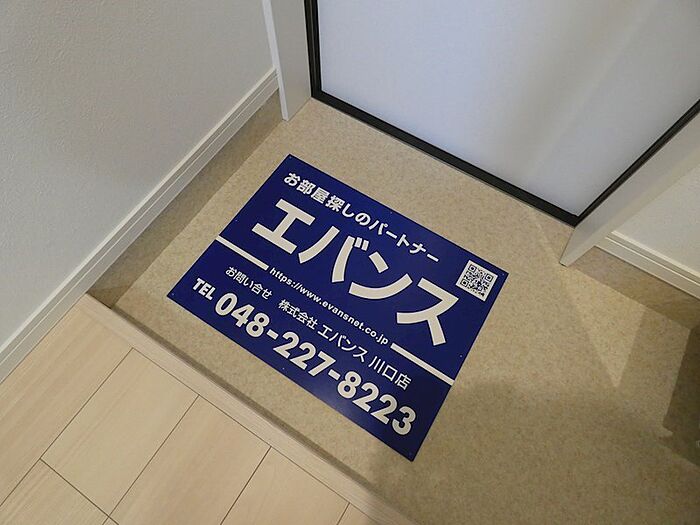 お部屋探しのパートナー
エバンス
https://www.evansnet.co.jp
お問い合せ 株式会社 エバンス 川口店
TEL 048-227-8223